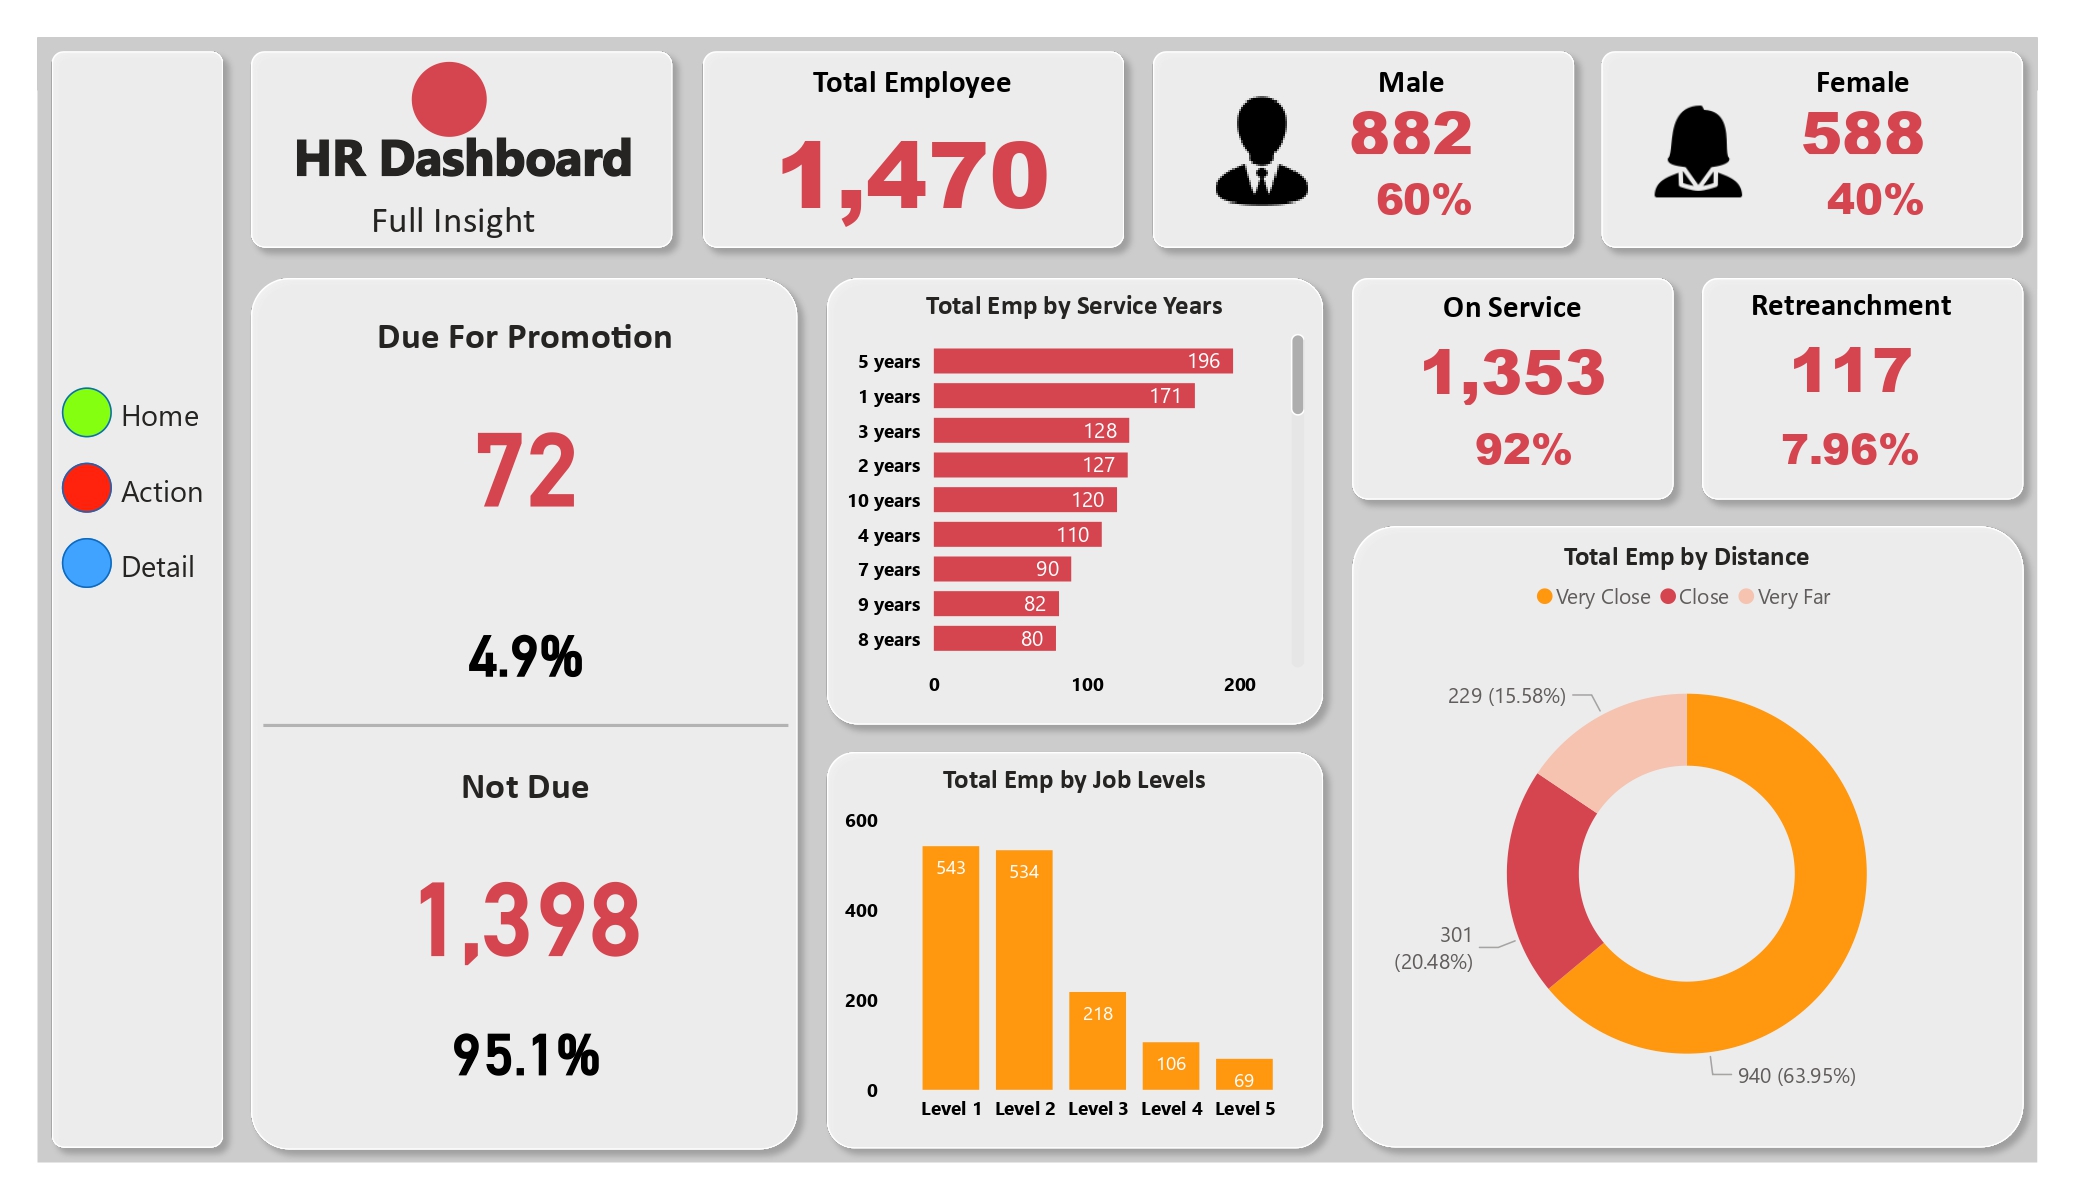 HR Dashboard
Full Insight
Total Employee
1,470
Male
882
60%
Female
588
40%
Home
Action
Detail
Due For Promotion
72
4.9%
Not Due
1,398
95.1%
Total Emp by Service Years
5 years 196
1 years 171
3 years 128
2 years 127
10 years 120
4 years 110
7 years 90
9 years 82
8 years 80
0 100 200
Total Emp by Job Levels
600
400
200
0
543 534 218 106 69
Level 1 Level 2 Level 3 Level 4 Level 5
On Service
1,353
92%
Retreanchment
117
7.96%
Total Emp by Distance
Very Close Close Very Far
229 (15.58%)
301
(20.48%)
940 (63.95%)